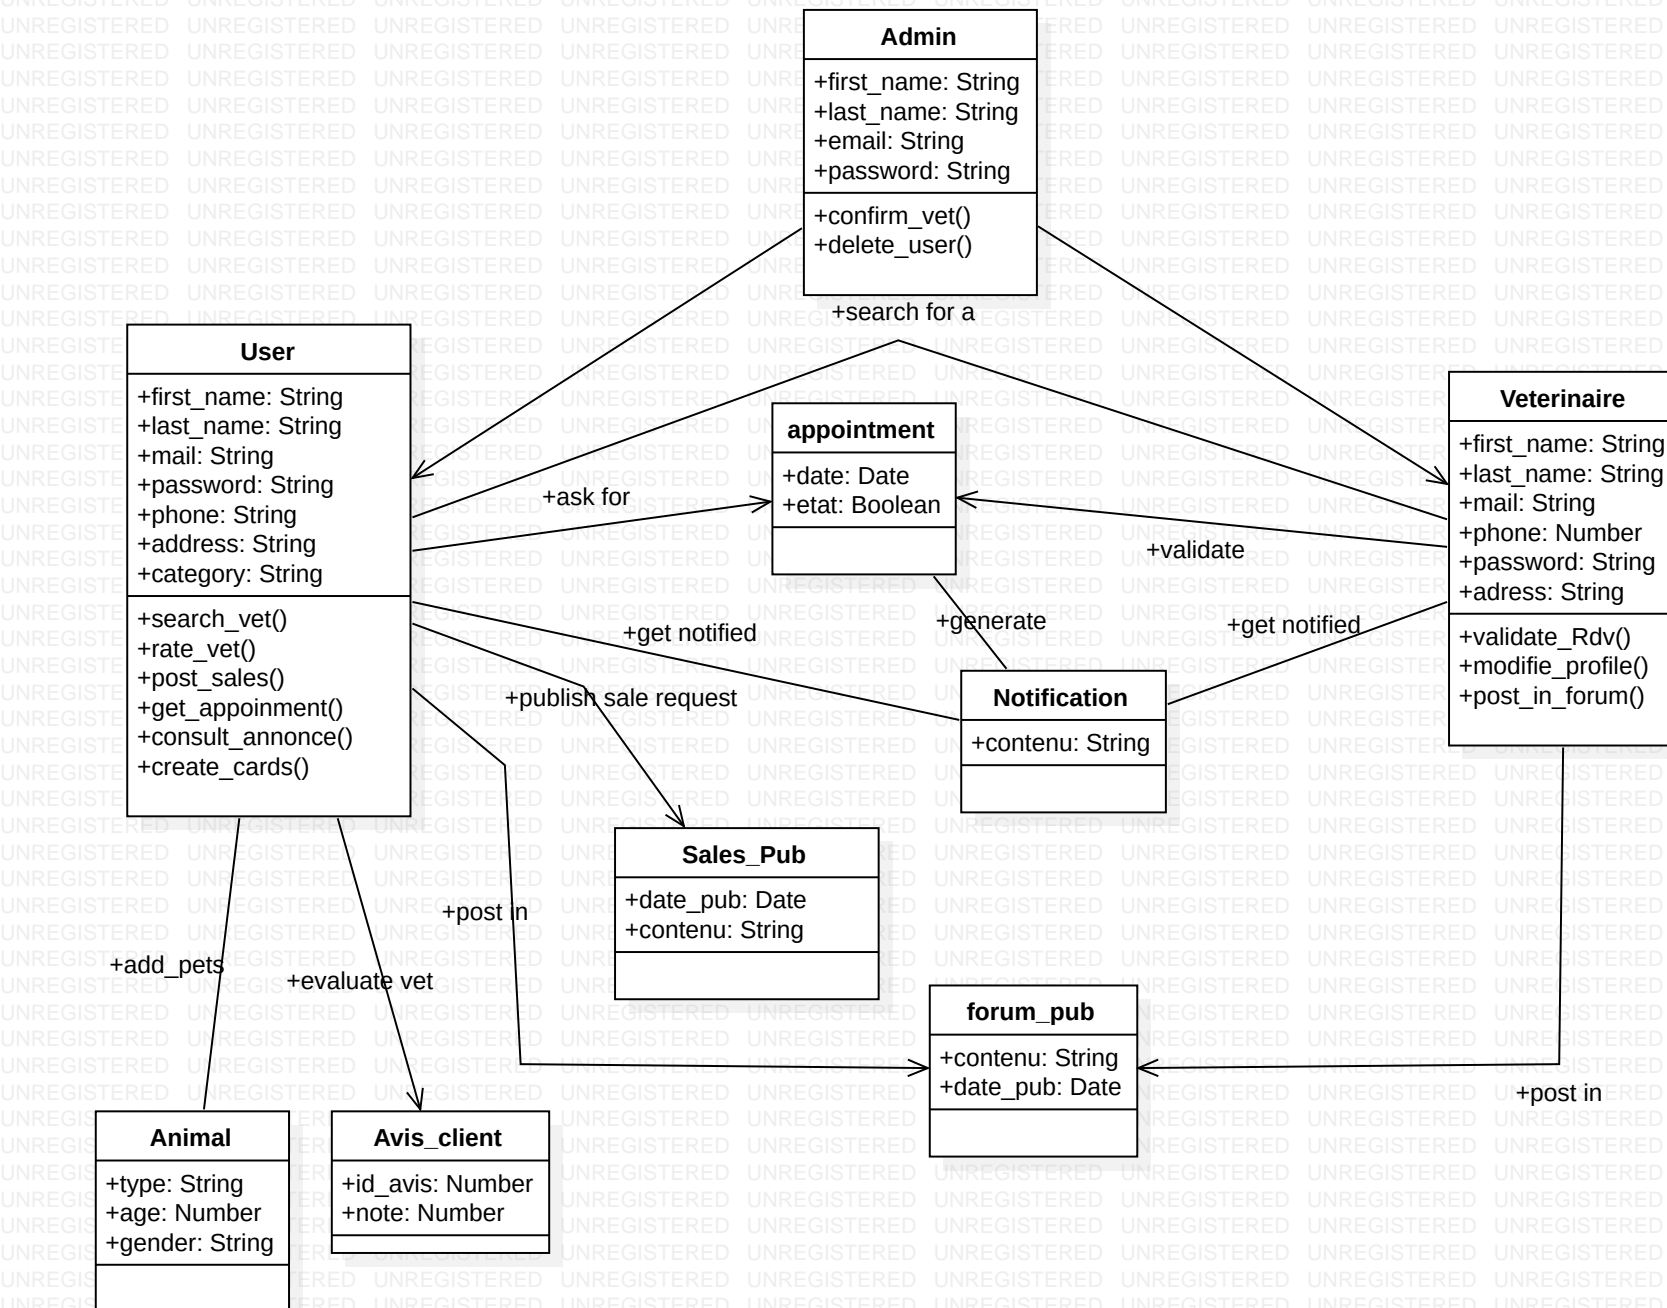 Admin
+first_name: String
+last_name: String
+email: String
+password: String
+confirm_vet()
+delete_user()
+search for a
User
+first_name: String
+last_name: String
+mail: String
+password: String
+phone: String
+address: String
+category: String
+search_vet()
+rate_vet()
+post_sales()
+get_appoinment()
+consult_annonce()
+create_cards()
appointment
+date: Date
+etat: Boolean
Veterinaire
+first_name: String
+last_name: String
+mail: String
+phone: Number
+password: String
+adress: String
+validate_Rdv()
+modifie_profile()
+post_in_forum()
+ask for
+validate
+generate
+get notified
+get notified
+publish sale request
Notification
+contenu: String
Sales_Pub
+date_pub: Date
+contenu: String
+post in
+add_pets
+evaluate vet
forum_pub
+contenu: String
+date_pub: Date
+post in
Animal
+type: String
+age: Number
+gender: String
Avis_client
+id_avis: Number
+note: Number
UNREGISTERED